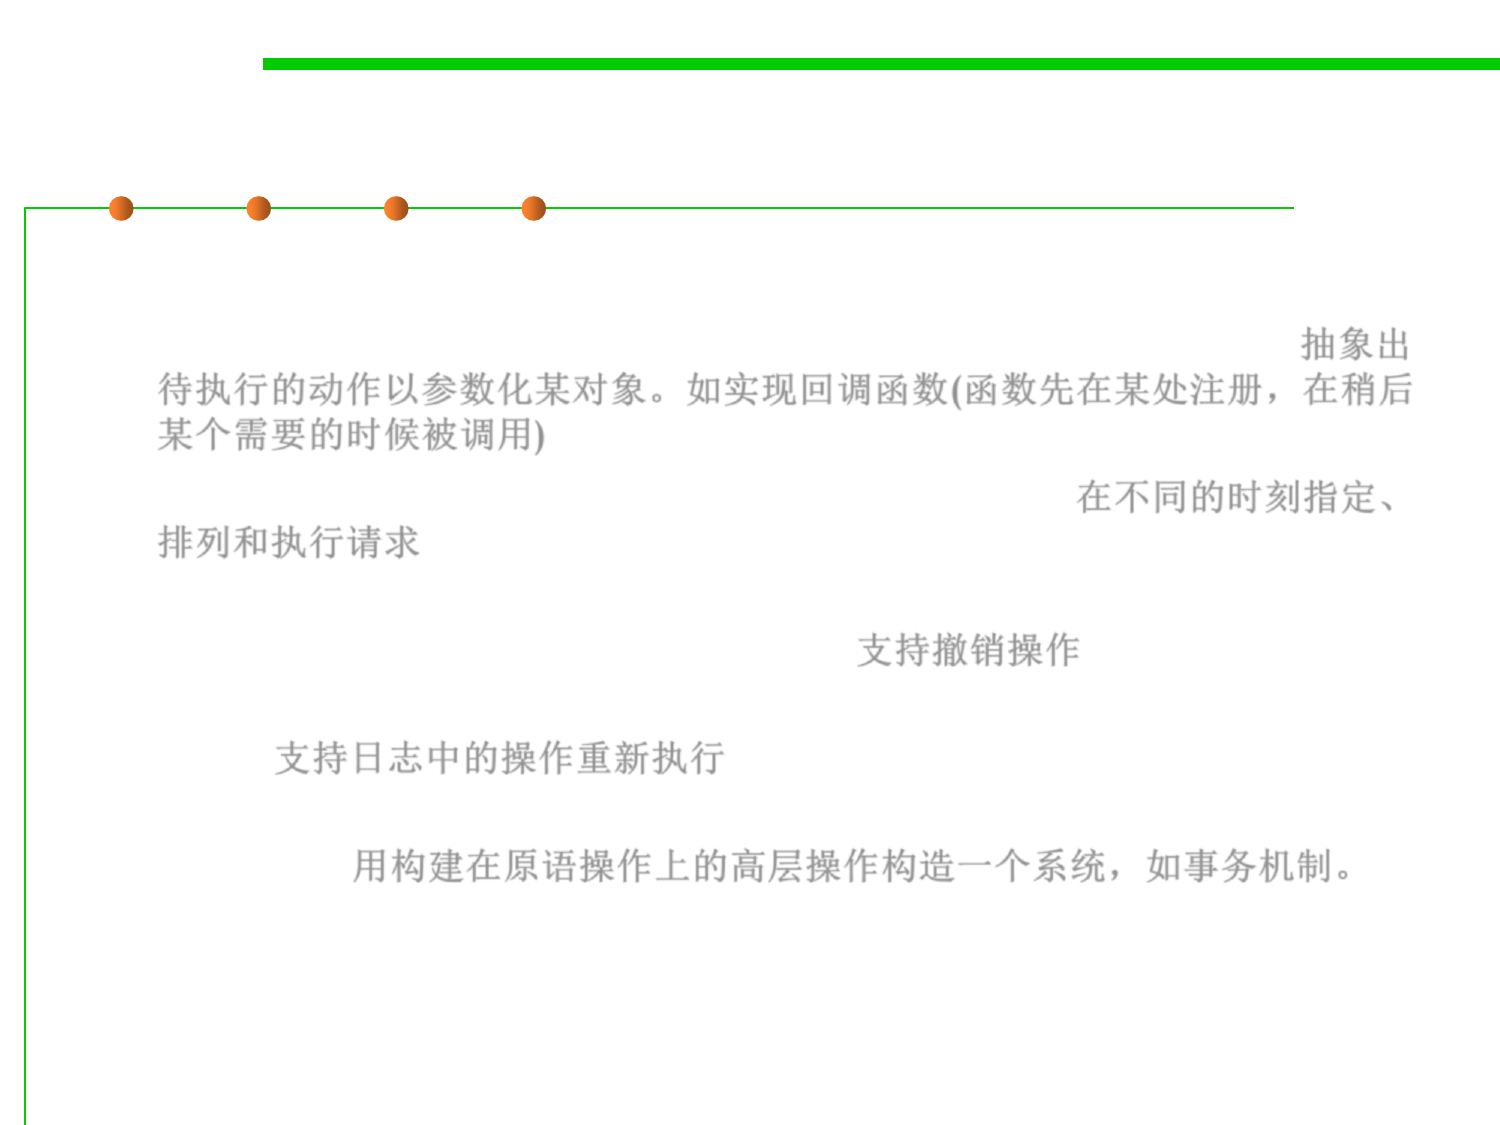 抽象出
待执行的动作以参数化某对象。如实现回调函数(函数先在某处注册，在稍后
某个需要的时候被调用)
在不同的时刻指定、
排列和执行请求
支持撤销操作
支持日志中的操作重新执行
用构建在原语操作上的高层操作构造一个系统，如事务机制。